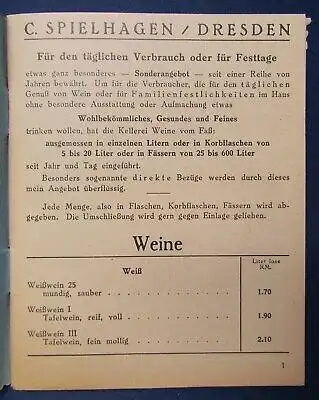 C. SPIELHAGEN / DRESDEN
Für den täglichen Verbrauch oder für Festtage
etwas ganz besonderes — Sonderangebot — seit einer Reihe von
Jahren bewährt. Um für die Verbraucher, die für den täglichen
Genuß von Wein oder für Familienfestlichkeiten im Haus
ohne besondere Ausstattung oder Aufmachung etwas
Wohlbekömmliches, Gesundes und Feines
trinken wollen, hat die Kellerei Weine vom Faß:
ausgemessen in einzelnen Litern oder in Korbflaschen von
5 bis 20 Liter oder in Fässern von 25 bis 600 Liter
seit Jahr und Tag eingeführt.
Besonders sogenannte direkte Bezüge werden durch dieses
mein Angebot überflüssig.
Jede Menge, also in Flaschen, Korbflaschen, Fässern wird ab-
gegeben. Die Umschließung wird gern gegen Einlage geliehen.
Weine
Weiß
Liter lose
RM.
Weißwein 25
mundig, sauber 1.70
Weißwein I
Tafelwein, reif, voll 1.90
Weißwein III
Tafelwein, fein mollig 2.10
1